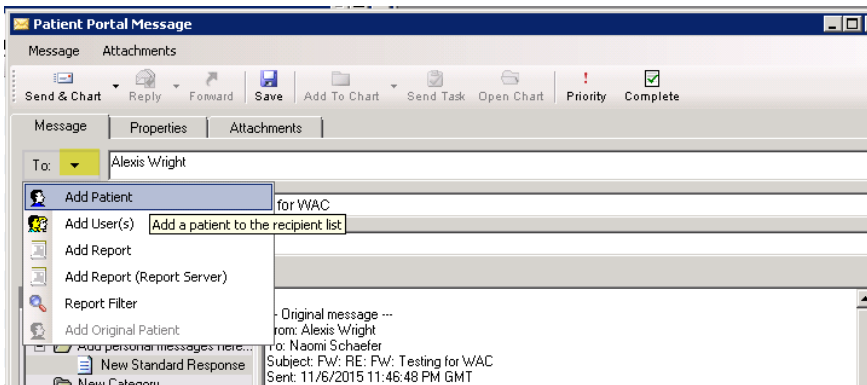 Patient Portal Message
Message Attachments
Send & Chart Reply Forward Save Add To Chart Send Task Open Chart Priority Complete
Message Properties Attachments
To: Alexis Wright
Add Patient
for WAC
Add User(s)
Add a patient to the recipient list
Add Report
Add Report (Report Server)
Report Filter
Add Original Patient
- Original message ---
From: Alexis Wright
Add personal messages here...
To: Naomi Schaefer
New Standard Response
Subject: FW: RE: FW: Testing for WAC
New Category
Sent: 11/6/2015 11:46:48 PM GMT